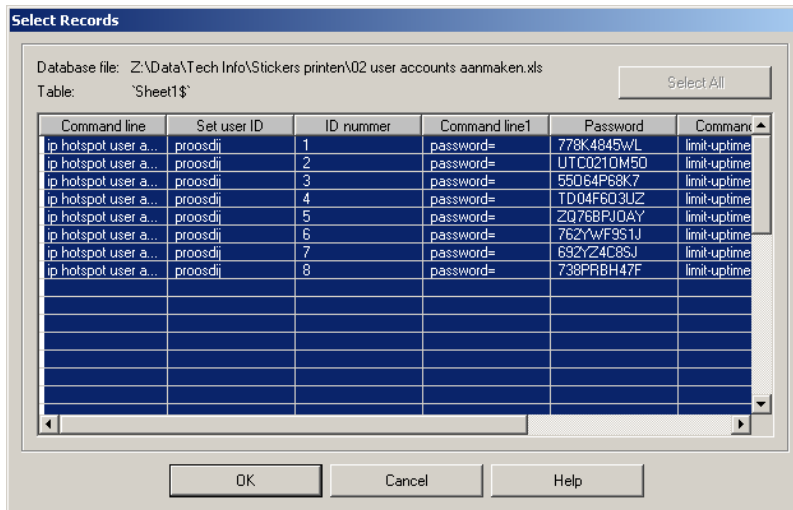 Select Records
Database file: Z:\Data\Tech Info\Stickers printen\02 user accounts aanmaken.xls
Select All
Table: `Sheet1$`
Command line Set user ID ID nummer Command line1 Password Command
ip hotspot user a... proosdij 1 password= 778K4845WL limit-uptime
ip hotspot user a... proosdij 2 password= UTC0210M50 limit-uptime
ip hotspot user a... proosdij 3 password= 55O64P68K7 limit-uptime
ip hotspot user a... proosdij 4 password= TD04F603UZ limit-uptime
ip hotspot user a... proosdij 5 password= ZQ76BPJ0AY limit-uptime
ip hotspot user a... proosdij 6 password= 762YWF9S1J limit-uptime
ip hotspot user a... proosdij 7 password= 692YZ4C8SJ limit-uptime
ip hotspot user a... proosdij 8 password= 738PRBH47F limit-uptime
OK Cancel Help